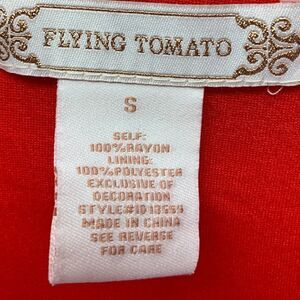 FLYING TOMATO
S
SELF:
100%RAYON
LINING:
100%POLYESTER
EXCLUSIVE OF
DECORATION
STYLE#ID13559
MADE IN CHINA
SEE REVERSE
FOR CARE